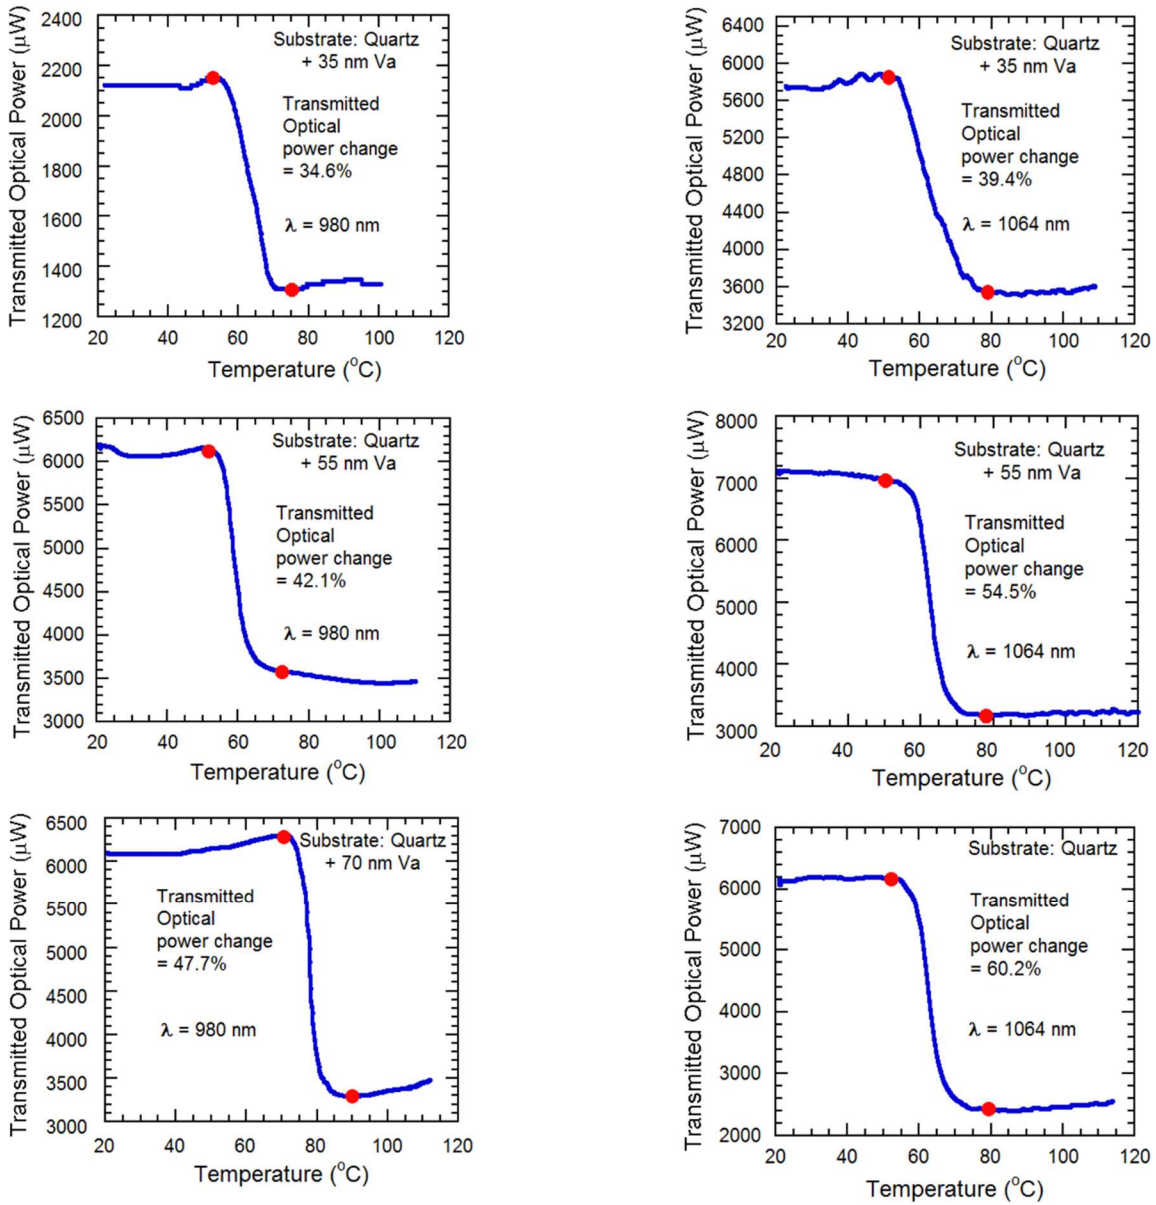 Transmitted Optical Power (µW)
2400
2200
2000
1800
1600
1400
1200
Substrate: Quartz
+ 35 nm Va
Transmitted
Optical
power change
= 34.6%
λ = 980 nm
20 40 60 80 100 120
Temperature (°C)
Transmitted Optical Power (µW)
6400
6000
5600
5200
4800
4400
4000
3600
3200
Substrate: Quartz
+ 35 nm Va
Transmitted
Optical
power change
= 39.4%
λ = 1064 nm
20 40 60 80 100 120
Temperature (°C)
Transmitted Optical Power (µW)
6500
6000
5500
5000
4500
4000
3500
3000
Substrate: Quartz
+ 55 nm Va
Transmitted
Optical
power change
= 42.1%
λ = 980 nm
20 40 60 80 100 120
Temperature (°C)
Transmitted Optical Power (µW)
8000
7000
6000
5000
4000
3000
Substrate: Quartz
+ 55 nm Va
Transmitted
Optical
power change
= 54.5%
λ = 1064 nm
20 40 60 80 100 120
Temperature (°C)
Transmitted Optical Power (µW)
6500
6000
5500
5000
4500
4000
3500
3000
Substrate: Quartz
+ 70 nm Va
Transmitted
Optical
power change
= 47.7%
λ = 980 nm
20 40 60 80 100 120
Temperature (°C)
Transmitted Optical Power (µW)
7000
6000
5000
4000
3000
2000
Substrate: Quartz
Transmitted
Optical
power change
= 60.2%
λ = 1064 nm
20 40 60 80 100 120
Temperature (°C)